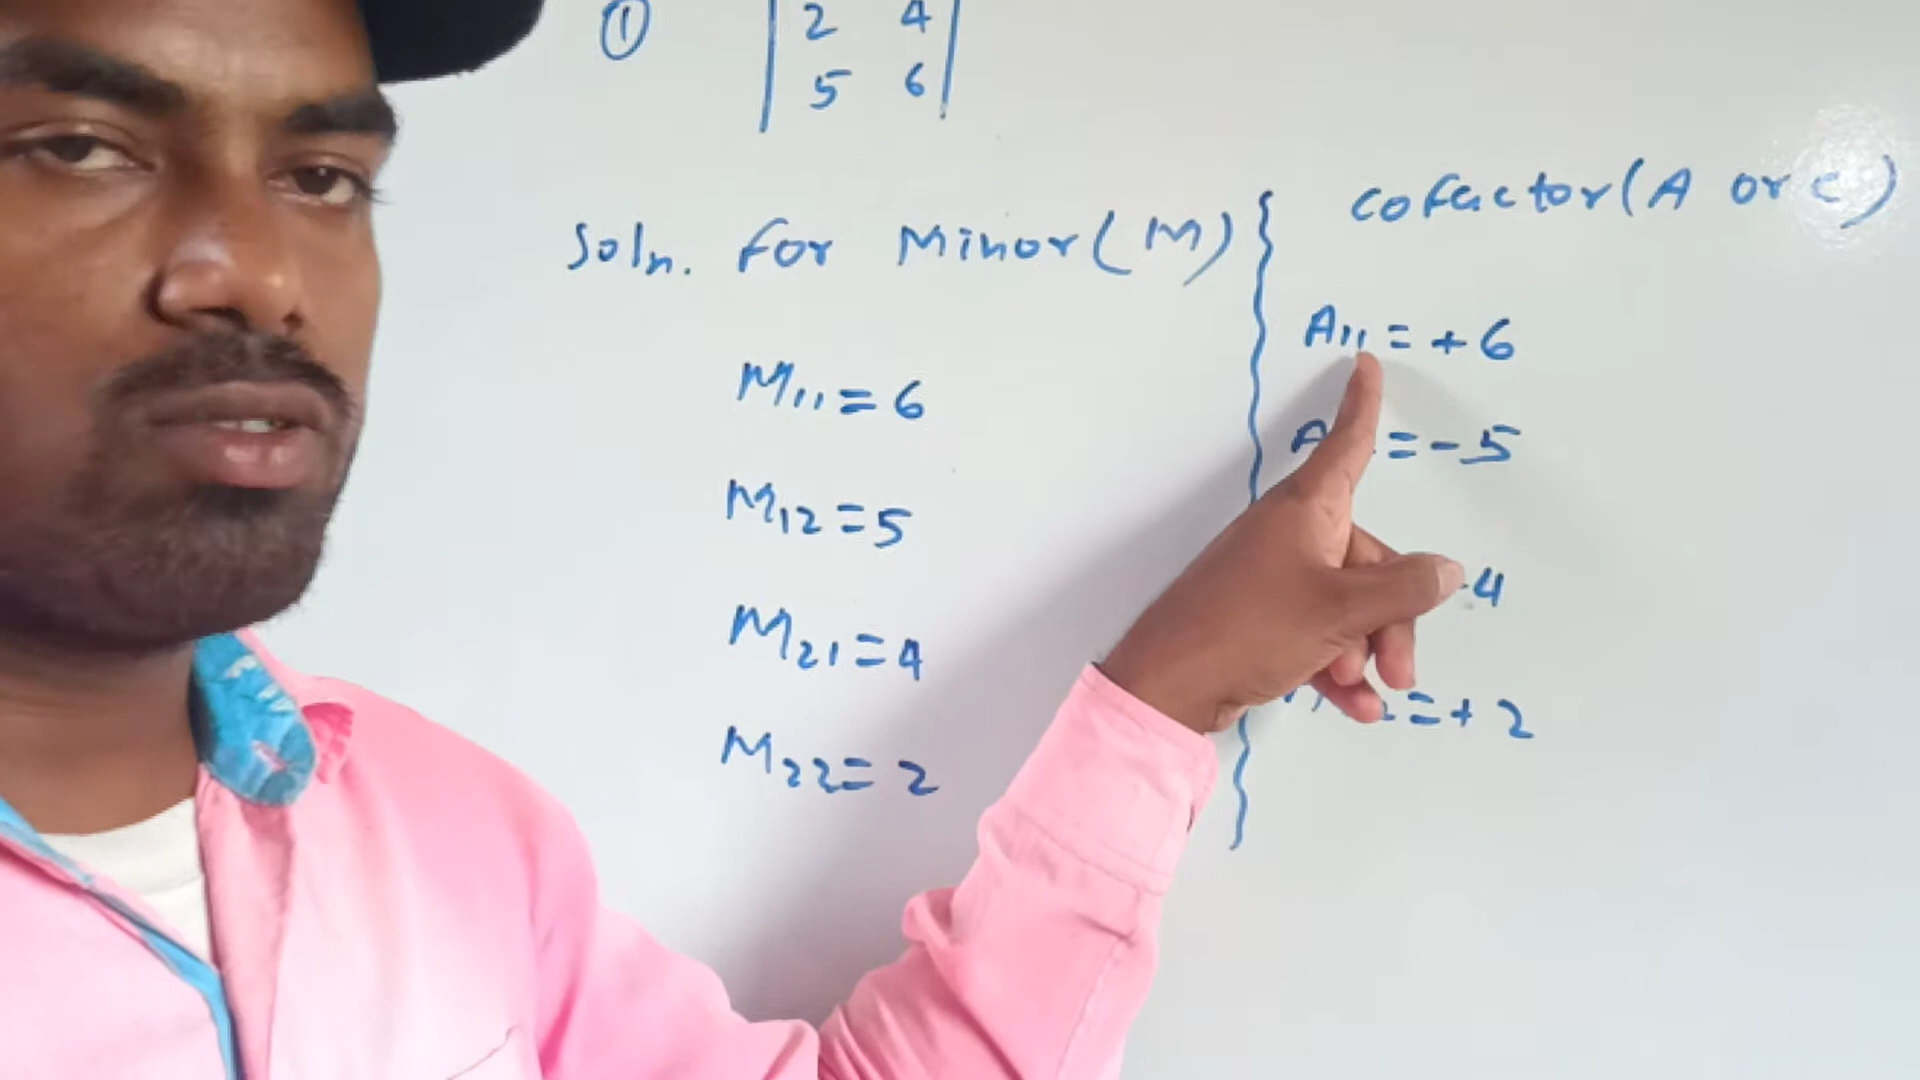 ① | 2 4 |
| 5 6 |
Soln. For Minor (M)
M11 = 6
M12 = 5
M21 = 4
M22 = 2
cofactor (A or c)
A11 = + 6
A = - 5
4
2 = + 2